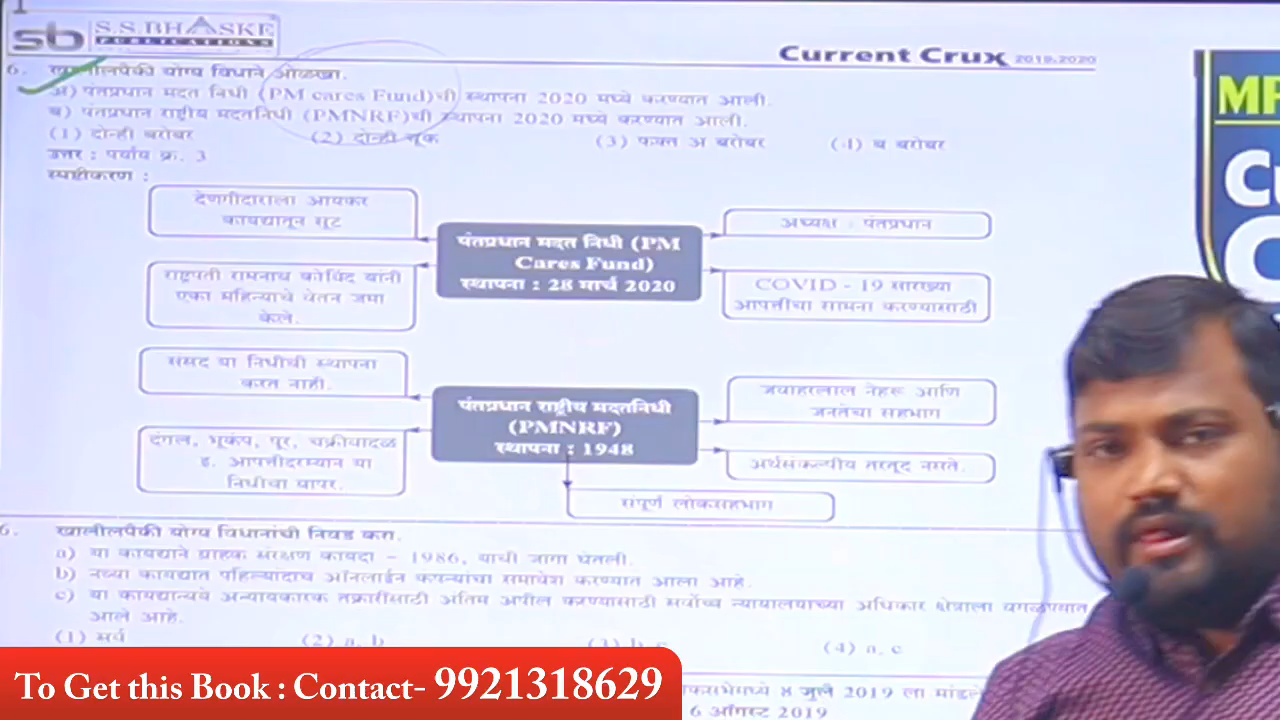 S.S.BHASKE
PUBLICATIONS
sb
Current Crux 2019-2020
6. खालीलपैकी योग्य विधाने ओळखा.
अ) पंतप्रधान मदत निधी (PM cares Fund)ची स्थापना 2020 मध्ये करण्यात आली.
ब) पंतप्रधान राष्ट्रीय मदतनिधी (PMNRF)ची स्थापना 2020 मध्ये करण्यात आली.
(1) दोन्ही बरोबर (2) दोन्ही चूक (3) फक्त अ बरोबर (4) ब बरोबर
उत्तर : पर्याय क्र. 3
स्पष्टीकरण :
देणगीदाराला आयकर
कायद्यातून सूट
राष्ट्रपती रामनाथ कोविंद यांनी
एका महिन्याचे वेतन जमा
केले.
पंतप्रधान मदत निधी (PM
Cares Fund)
स्थापना : 28 मार्च 2020
अध्यक्ष : पंतप्रधान
COVID - 19 सारख्या
आपत्तींचा सामना करण्यासाठी
संसद या निधीची स्थापना
करत नाही.
दंगल, भूकंप, पूर, चक्रीवादळ
इ. आपत्तीदरम्यान या
निधीचा वापर.
पंतप्रधान राष्ट्रीय मदतनिधी
(PMNRF)
स्थापना : 1948
जवाहरलाल नेहरू आणि
जनतेचा सहभाग
अर्थसंकल्पीय तरतूद नसते.
संपूर्ण लोकसहभाग
6. खालीलपैकी योग्य विधानांची निवड करा.
a) या कायद्याने ग्राहक संरक्षण कायदा - 1986, याची जागा घेतली.
b) नव्या कायद्यात पहिल्यांदाच ऑनलाईन कंपन्यांचा समावेश करण्यात आला आहे.
c) या कायद्यान्वये अन्यायकारक तक्रारीसाठी अंतिम अपील करण्यासाठी सर्वोच्च न्यायालयाच्या अधिकार क्षेत्राला वगळण्यात
आले आहे.
(1) सर्व (2) a, b (3) b, c (4) a, c
8 जुलै 2019 ला मांडले
6 ऑगस्ट 2019
To Get this Book : Contact- 9921318629
MP